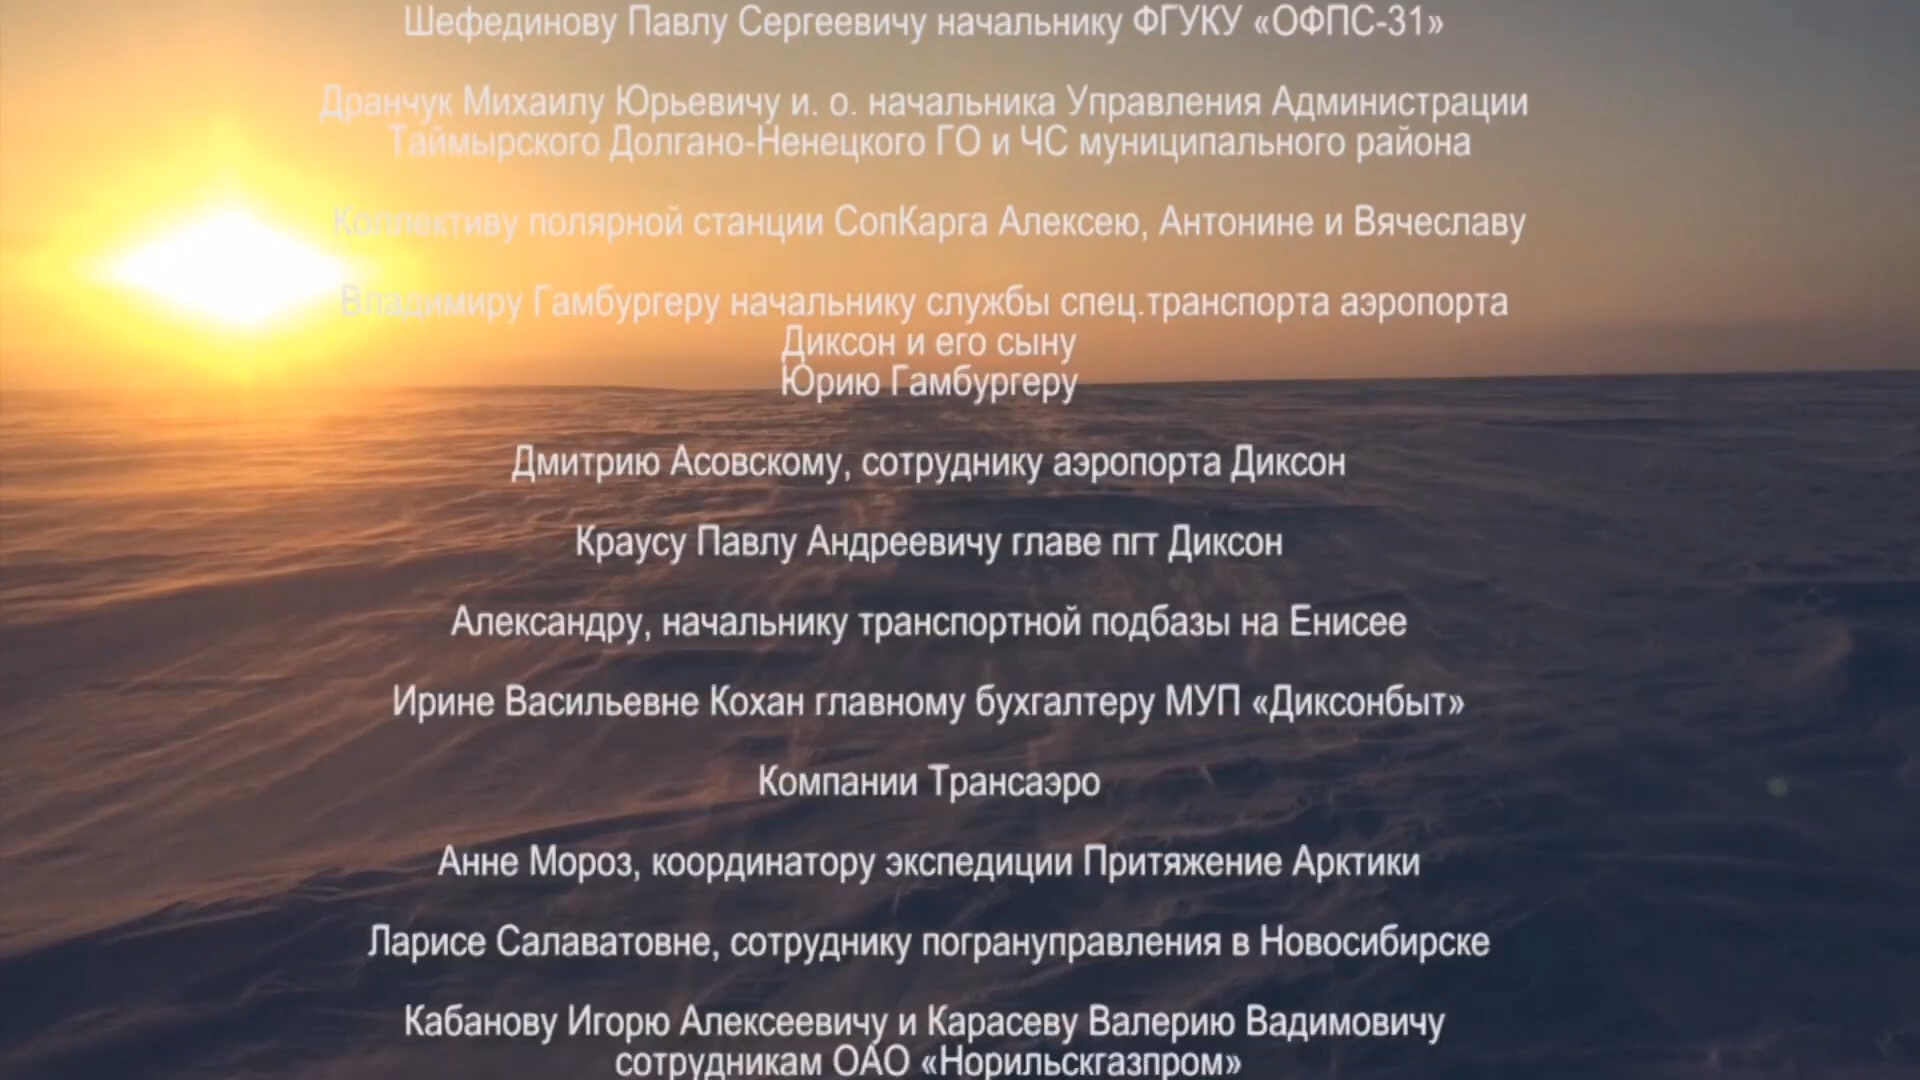 Шефединову Павлу Сергеевичу начальнику ФГУКУ «ОФПС-31»
Дранчук Михаилу Юрьевичу и. о. начальника Управления Администрации
Таймырского Долгано-Ненецкого ГО и ЧС муниципального района
Коллективу полярной станции СопКарга Алексею, Антонине и Вячеславу
Владимиру Гамбургеру начальнику службы спец.транспорта аэропорта
Диксон и его сыну
Юрию Гамбургеру
Дмитрию Асовскому, сотруднику аэропорта Диксон
Краусу Павлу Андреевичу главе пгт Диксон
Александру, начальнику транспортной подбазы на Енисее
Ирине Васильевне Кохан главному бухгалтеру МУП «Диксонбыт»
Компании Трансаэро
Анне Мороз, координатору экспедиции Притяжение Арктики
Ларисе Салаватовне, сотруднику погрануправления в Новосибирске
Кабанову Игорю Алексеевичу и Карасеву Валерию Вадимовичу
сотрудникам ОАО «Норильскгазпром»